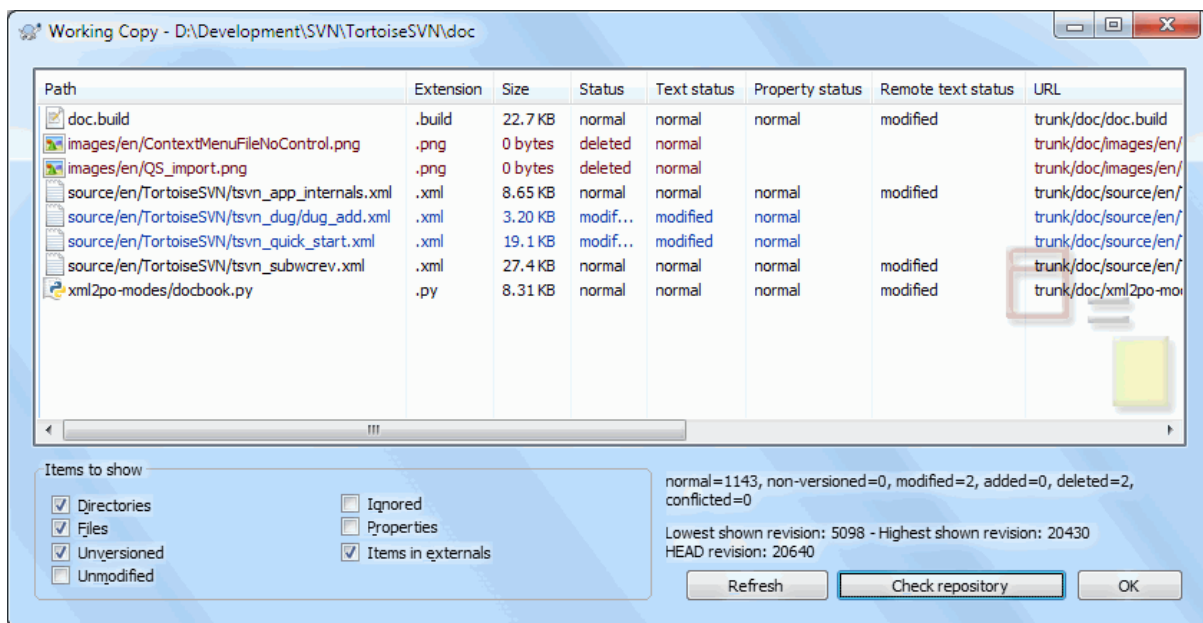 Working Copy - D:\Development\SVN\TortoiseSVN\doc
Path Extension Size Status Text status Property status Remote text status URL
doc.build .build 22.7 KB normal normal normal modified trunk/doc/doc.build
images/en/ContextMenuFileNoControl.png .png 0 bytes deleted normal trunk/doc/images/en/
images/en/QS_import.png .png 0 bytes deleted normal trunk/doc/images/en/
source/en/TortoiseSVN/tsvn_app_internals.xml .xml 8.65 KB normal normal normal modified trunk/doc/source/en/
source/en/TortoiseSVN/tsvn_dug/dug_add.xml .xml 3.20 KB modif... modified normal trunk/doc/source/en/
source/en/TortoiseSVN/tsvn_quick_start.xml .xml 19.1 KB modif... modified normal trunk/doc/source/en/
source/en/TortoiseSVN/tsvn_subwcrev.xml .xml 27.4 KB normal normal normal modified trunk/doc/source/en/
xml2po-modes/docbook.py .py 8.31 KB normal normal normal modified trunk/doc/xml2po-mo
Items to show
Directories
Files
Unversioned
Unmodified
Ignored
Properties
Items in externals
normal=1143, non-versioned=0, modified=2, added=0, deleted=2,
conflicted=0
Lowest shown revision: 5098 - Highest shown revision: 20430
HEAD revision: 20640
Refresh Check repository OK